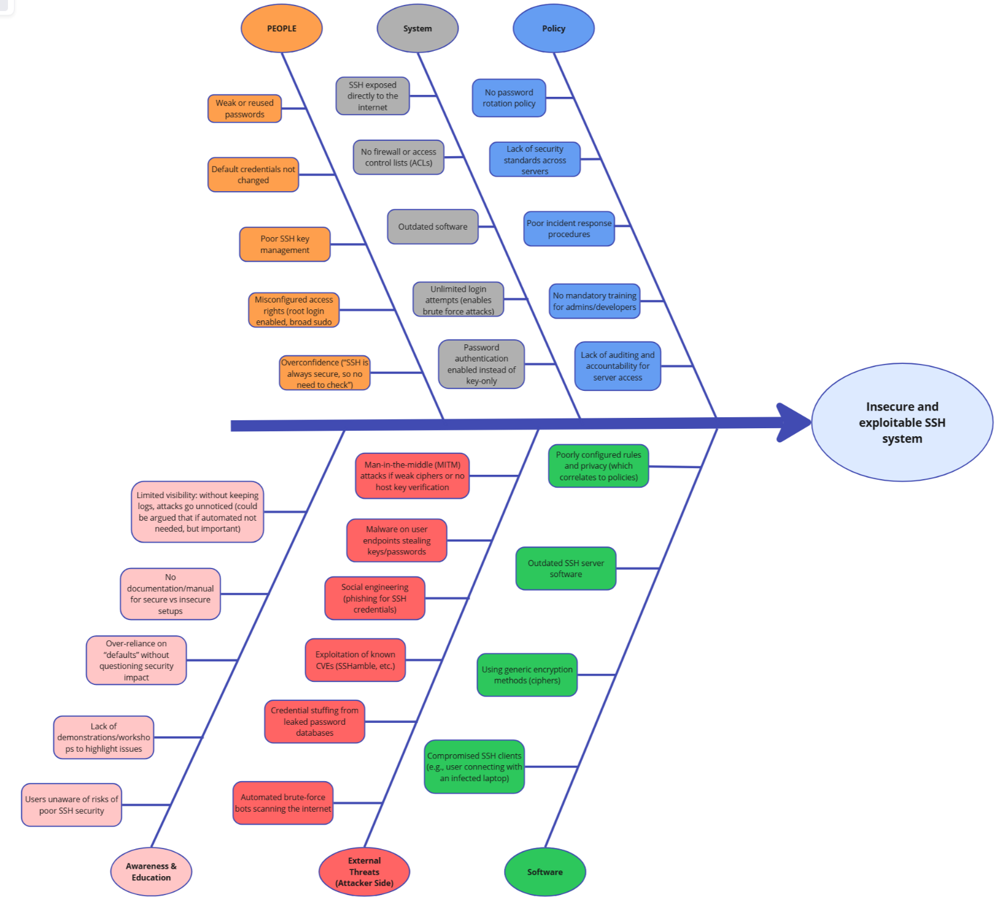 PEOPLE
System
Policy
Weak or reused
passwords
Default credentials not
changed
Poor SSH key
management
Misconfigured access
rights (root login
enabled, broad sudo
Overconfidence (“SSH is
always secure, so no
need to check”)
SSH exposed
directly to the
internet
No firewall or access
control lists (ACLs)
Outdated software
Unlimited login
attempts (enables
brute force attacks)
Password
authentication
enabled instead of
key-only
No password
rotation policy
Lack of security
standards across
servers
Poor incident response
procedures
No mandatory training
for admins/developers
Lack of auditing and
accountability for
server access
Insecure and
exploitable SSH
system
Limited visibility: without keeping
logs, attacks go unnoticed (could
be argued that if automated not
needed, but important)
No
documentation/manual
for secure vs insecure
setups
Over-reliance on
“defaults” without
questioning security
impact
Lack of
demonstrations/worksho
ps to highlight issues
Users unaware of risks of
poor SSH security
Man-in-the-middle (MITM)
attacks if weak ciphers or no
host key verification
Malware on user
endpoints stealing
keys/passwords
Social engineering
(phishing for SSH
credentials)
Exploitation of known
CVEs (SSHamble, etc.)
Credential stuffing from
leaked password
databases
Automated brute-force
bots scanning the internet
Poorly configured rules
and privacy (which
correlates to policies)
Outdated SSH server
software
Using generic encryption
methods (ciphers)
Compromised SSH clients
(e.g., user connecting with
an infected laptop)
Awareness &
Education
External
Threats
(Attacker Side)
Software